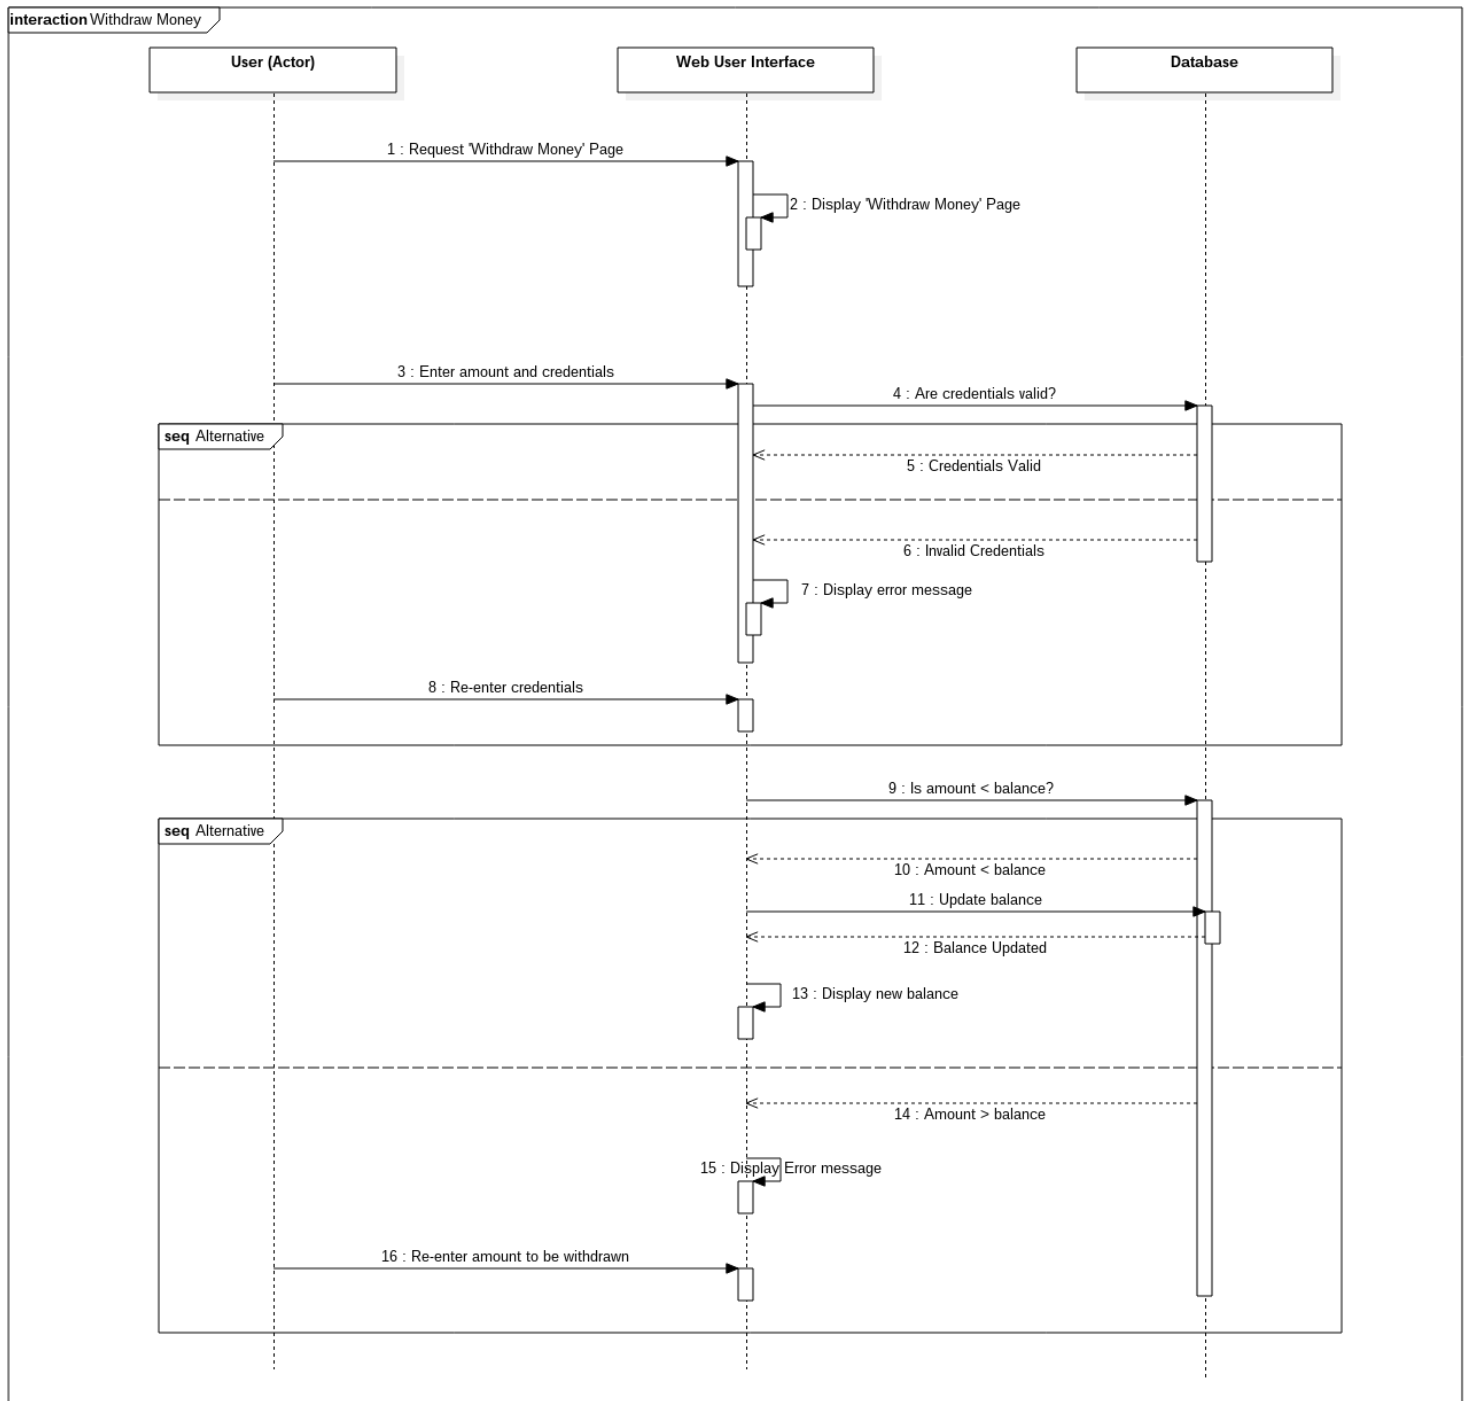 interaction Withdraw Money
User (Actor)
Web User Interface
Database
1 : Request 'Withdraw Money' Page
2 : Display 'Withdraw Money' Page
3 : Enter amount and credentials
4 : Are credentials valid?
seq Alternative
5 : Credentials Valid
6 : Invalid Credentials
7 : Display error message
8 : Re-enter credentials
9 : Is amount < balance?
seq Alternative
10 : Amount < balance
11 : Update balance
12 : Balance Updated
13 : Display new balance
14 : Amount > balance
15 : Display Error message
16 : Re-enter amount to be withdrawn